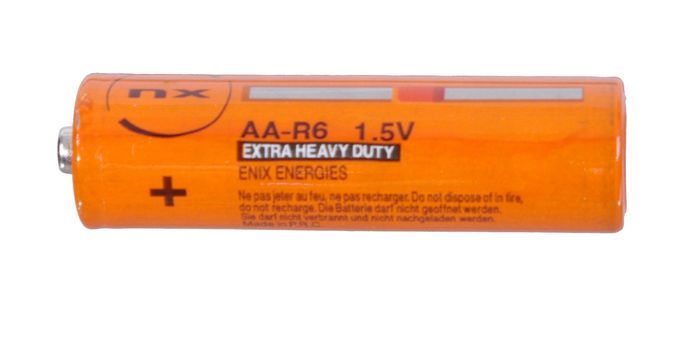 nx
AA-R6 1.5V
EXTRA HEAVY DUTY
ENIX ENERGIES
Ne pas jeter au feu, ne pas recharger. Do not dispose of in fire,
do not recharge. Die Batterie darf nicht geoffnet werden.
Sie darf nicht verbrannt und nicht nachgeladen werden.
Made in P.R.C.
+